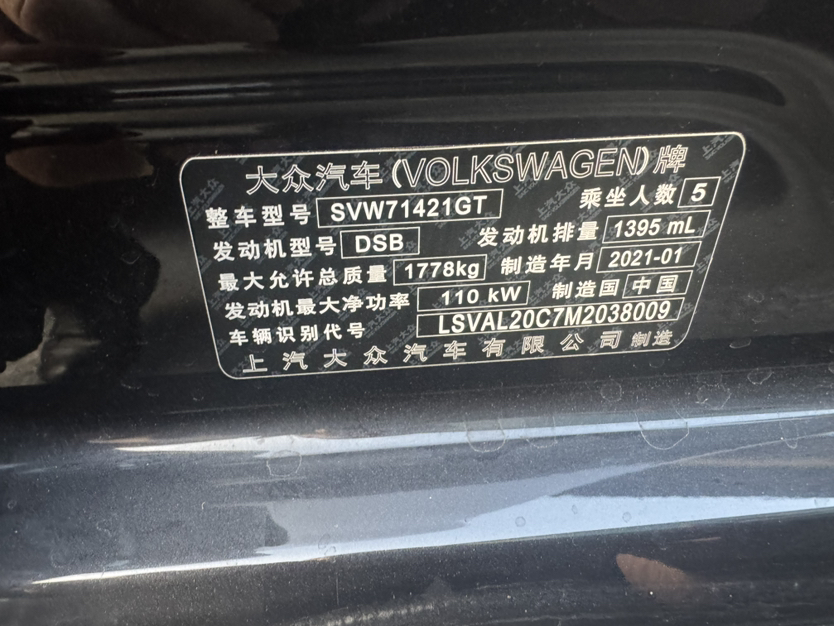 大众汽车(VOLKSWAGEN)牌
整车型号 SVW71421GT 乘坐人数 5
发动机型号 DSB 发动机排量 1395 mL
最大允许总质量 1778kg 制造年月 2021-01
发动机最大净功率 110 kW 制造国 中国
车辆识别代号 LSVAL20C7M2038009
上汽大众汽车有限公司 制造